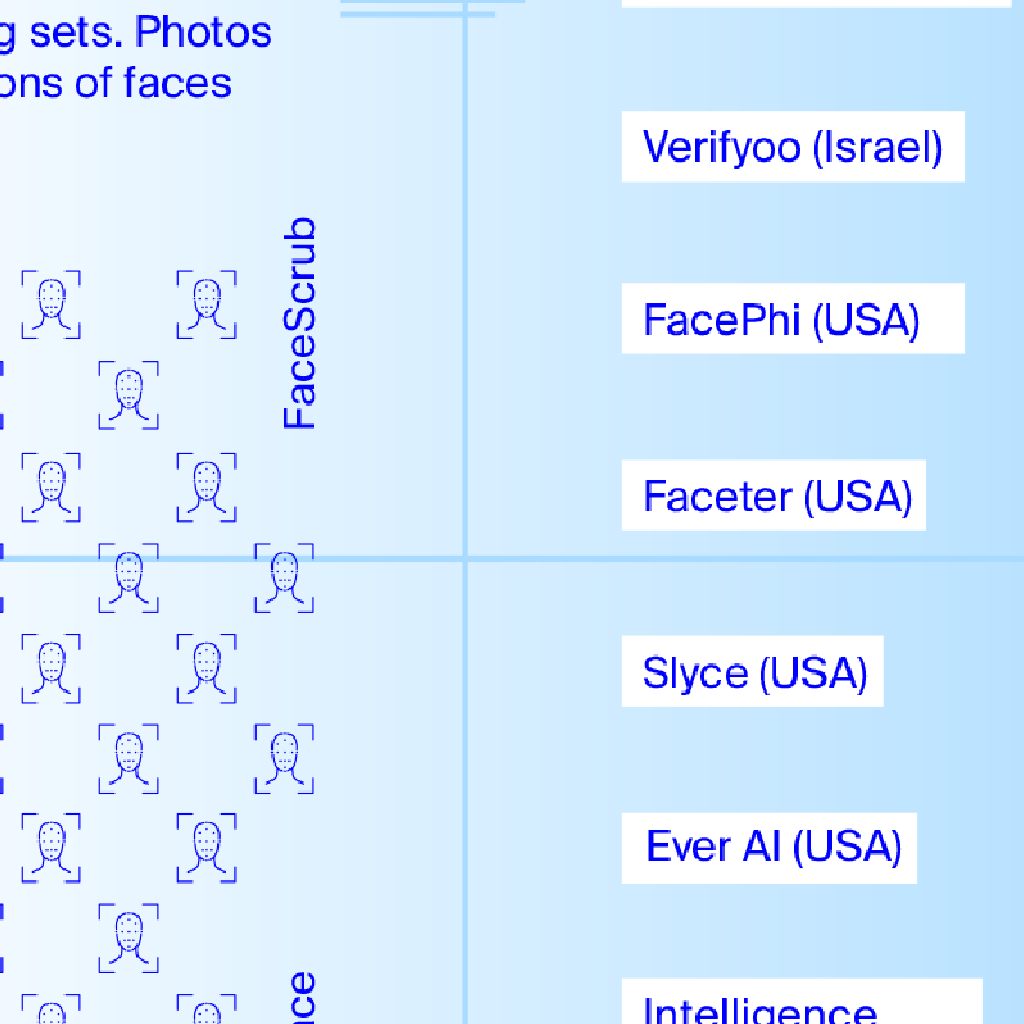 g sets. Photos
ons of faces
FaceScrub
nce
Verifyoo (Israel)
FacePhi (USA)
Faceter (USA)
Slyce (USA)
Ever AI (USA)
Intelligence